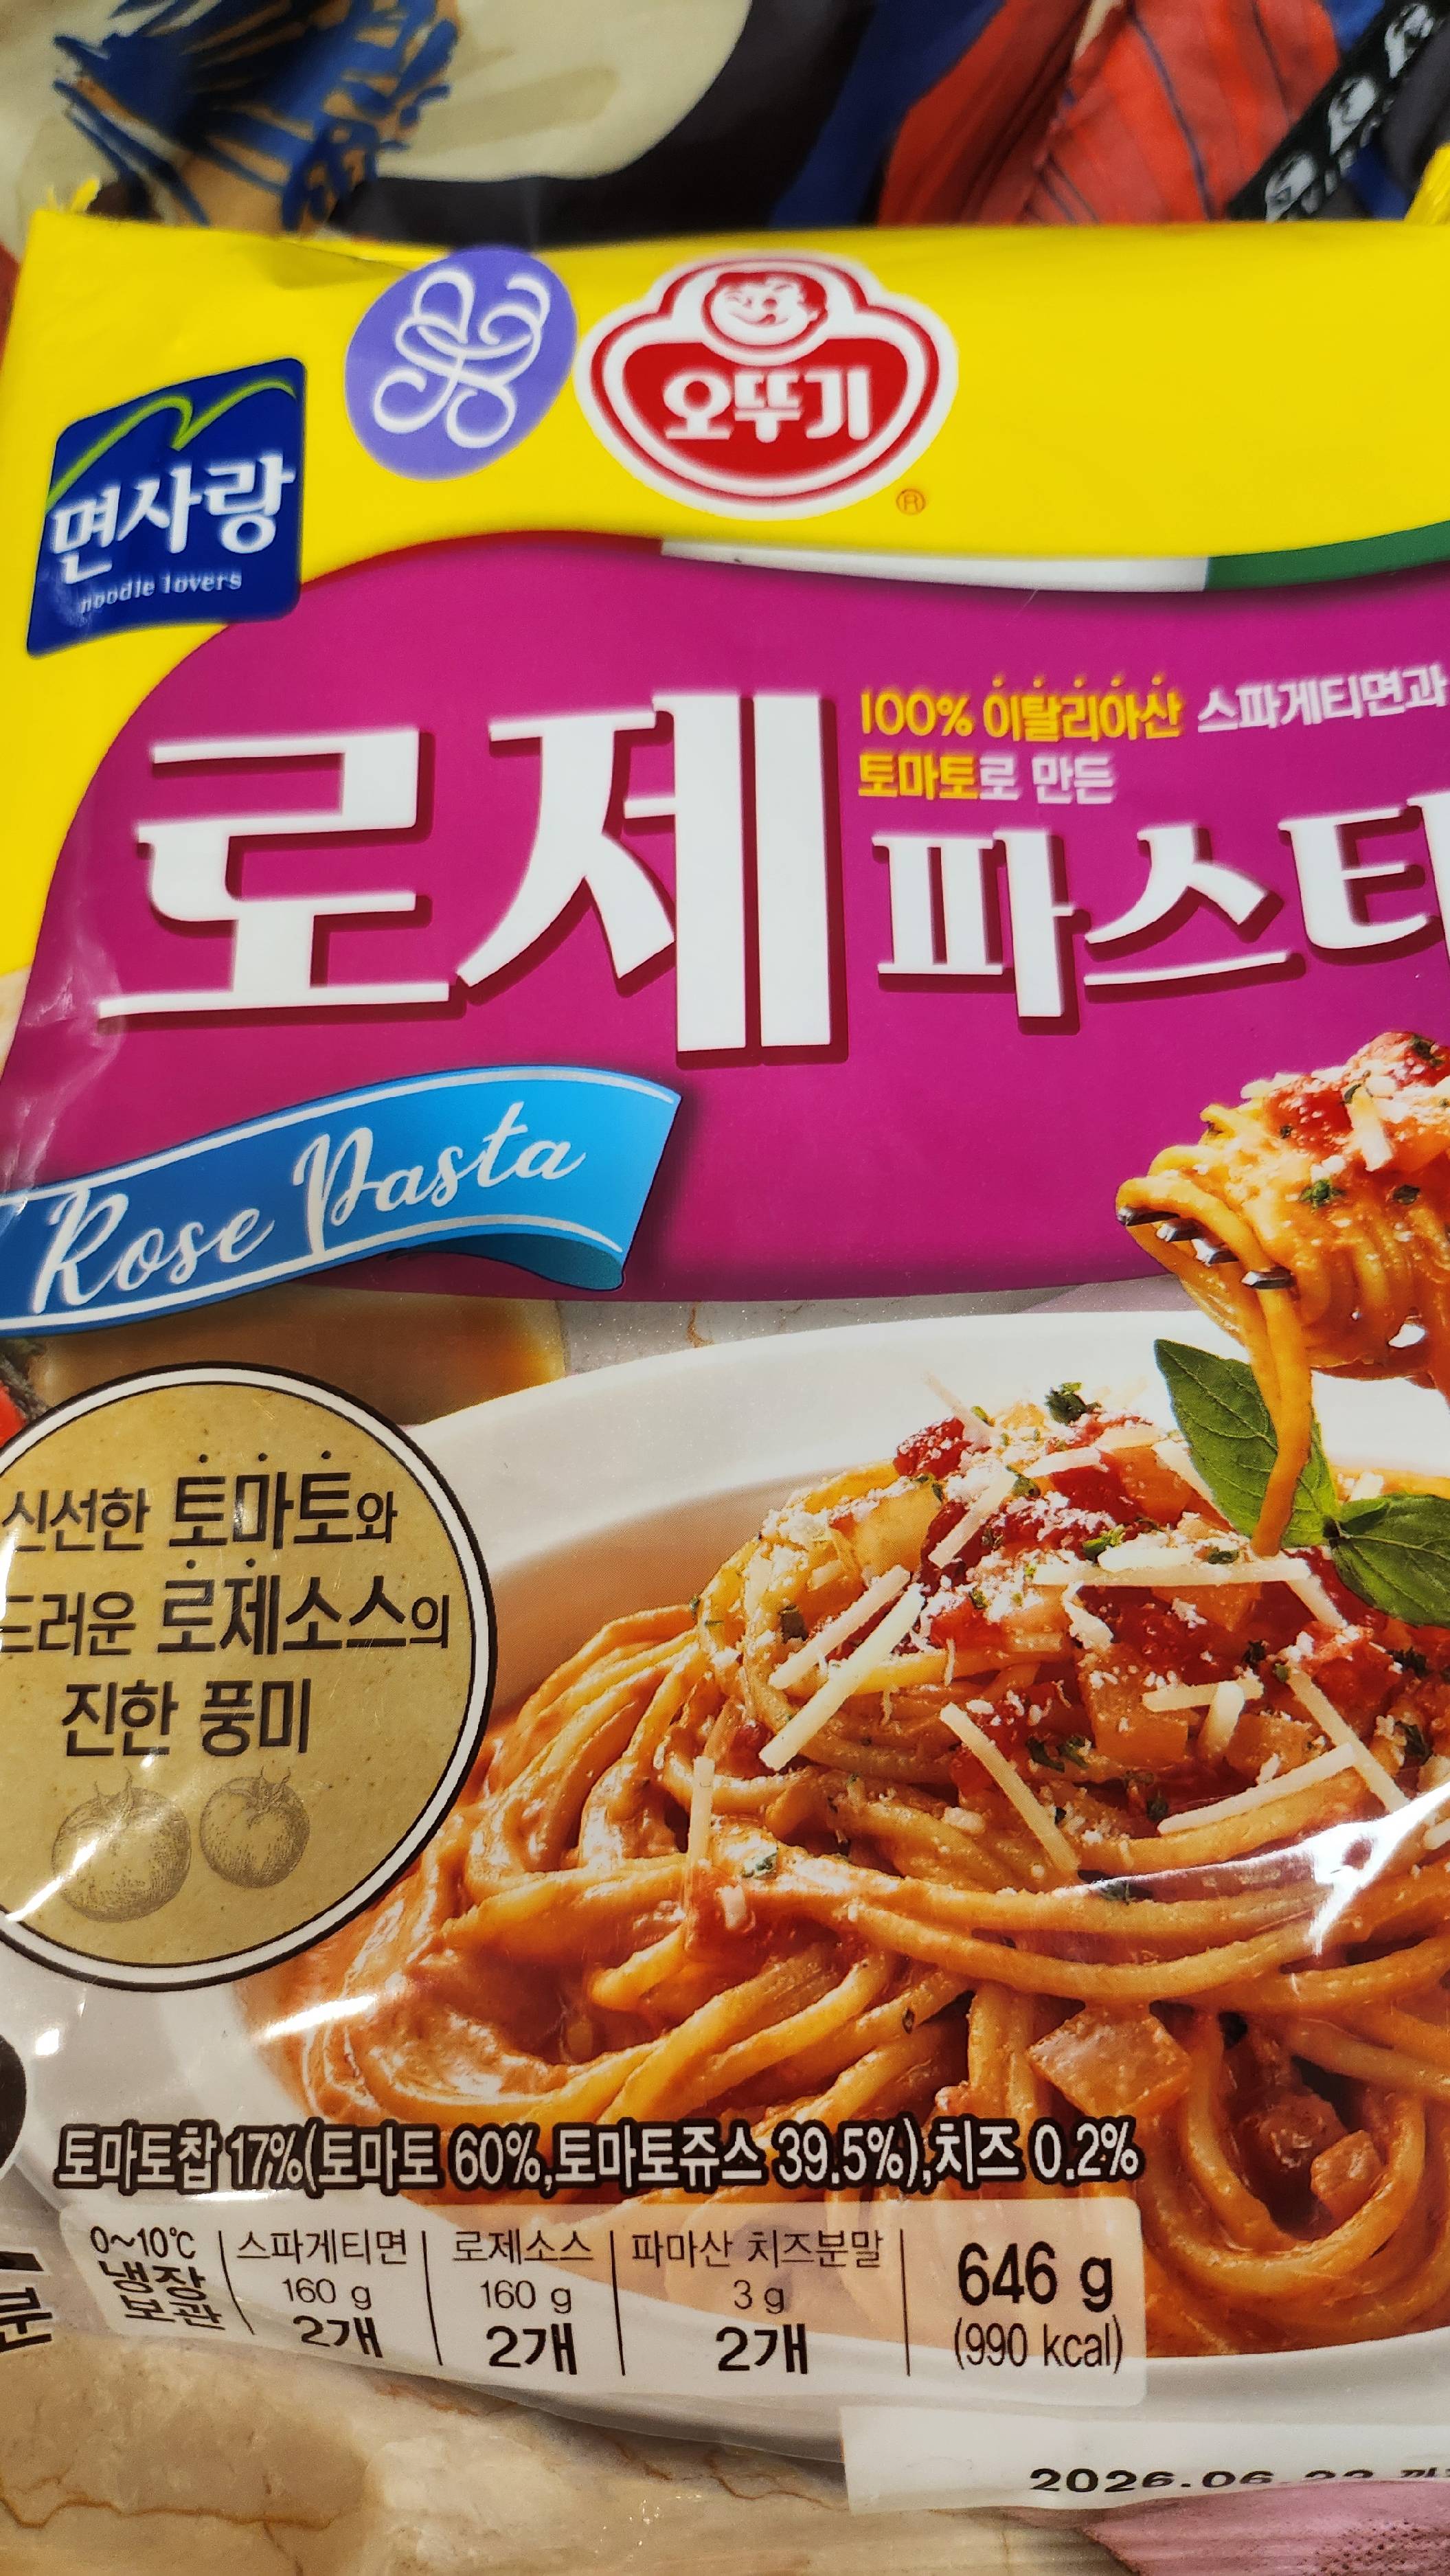 오뚜기
®
면사랑
noodle lovers
100% 이탈리아산 스파게티면과
토마토로 만든
로제 파스타
Rose Pasta
신선한 토마토와
드러운 로제소스의
진한 풍미
토마토찹 17%(토마토 60%,토마토쥬스 39.5%),치즈 0.2%
0~10℃
냉장
보관
스파게티면
160 g
2개
로제소스
160 g
2개
파마산 치즈분말
3 g
2개
646 g
(990 kcal)
2026.06